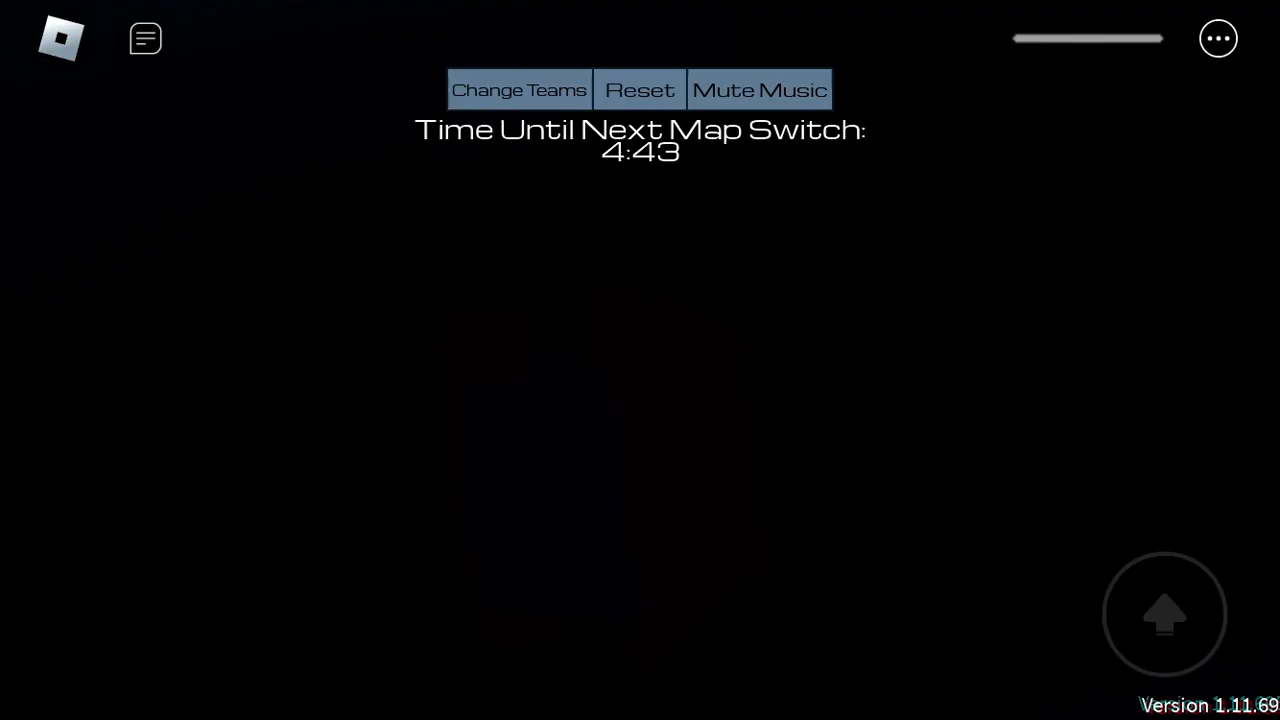 Change Teams
Reset
Mute Music
Time Until Next Map Switch:
4:43
Version 1.11.69